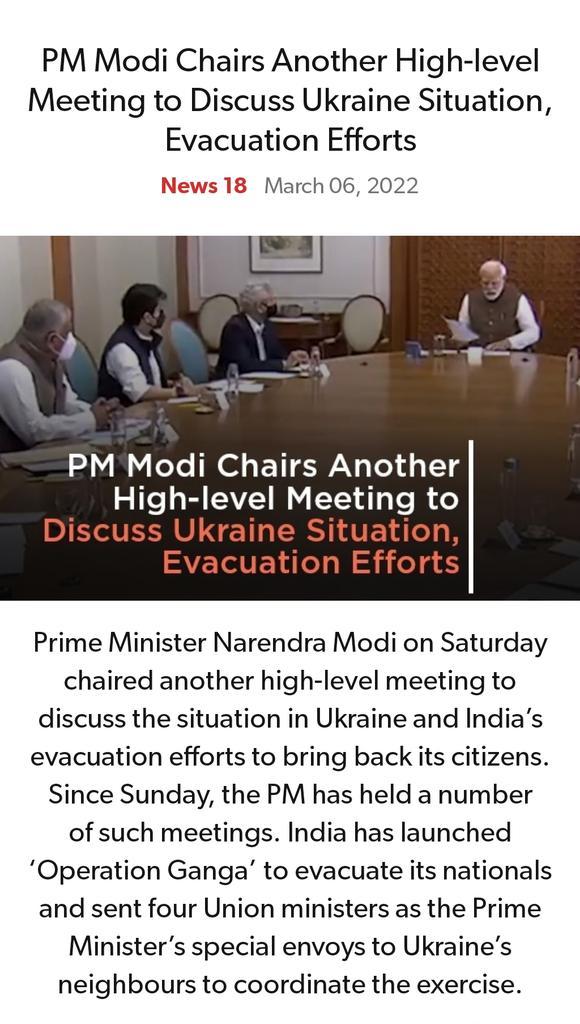 PM Modi Chairs Another High-level
Meeting to Discuss Ukraine Situation,
Evacuation Efforts
News 18 March 06, 2022
PM Modi Chairs Another
High-level Meeting to
Discuss Ukraine Situation,
Evacuation Efforts
Prime Minister Narendra Modi on Saturday
chaired another high-level meeting to
discuss the situation in Ukraine and India’s
evacuation efforts to bring back its citizens.
Since Sunday, the PM has held a number
of such meetings. India has launched
‘Operation Ganga’ to evacuate its nationals
and sent four Union ministers as the Prime
Minister’s special envoys to Ukraine’s
neighbours to coordinate the exercise.